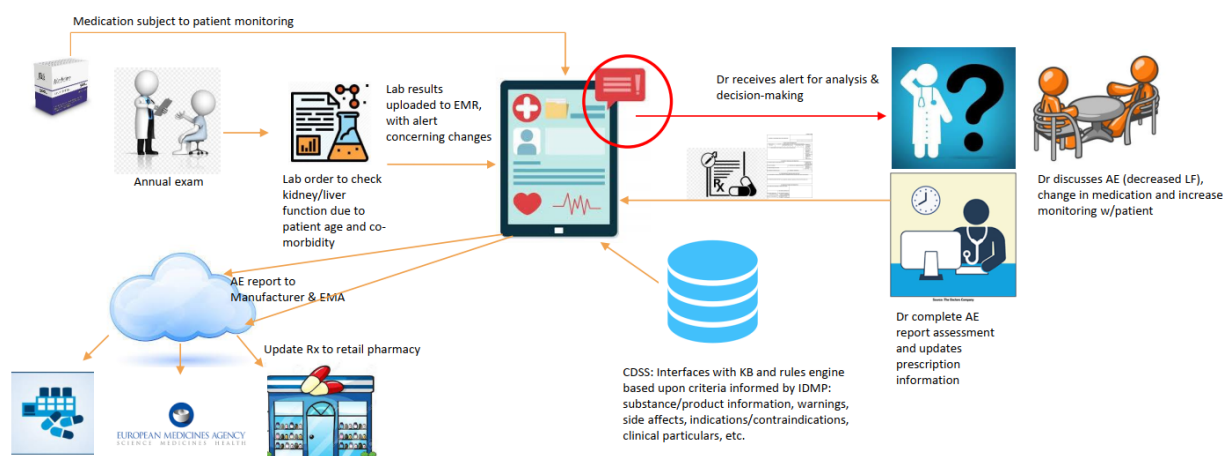 Medication subject to patient monitoring
Annual exam
Lab order to check
kidney/liver
function due to
patient age and co-
morbidity
Lab results
uploaded to EMR,
with alert
concerning changes
Dr receives alert for analysis &
decision-making
Rx
Dr discusses AE (decreased LF),
change in medication and increase
monitoring w/patient
Dr complete AE
report assessment
and updates
prescription
information
CDSS: Interfaces with KB and rules engine
based upon criteria informed by IDMP:
substance/product information, warnings,
side affects, indications/contraindications,
clinical particulars, etc.
AE report to
Manufacturer & EMA
Update Rx to retail pharmacy
EUROPEAN MEDICINES AGENCY
SCIENCE MEDICINES HEALTH